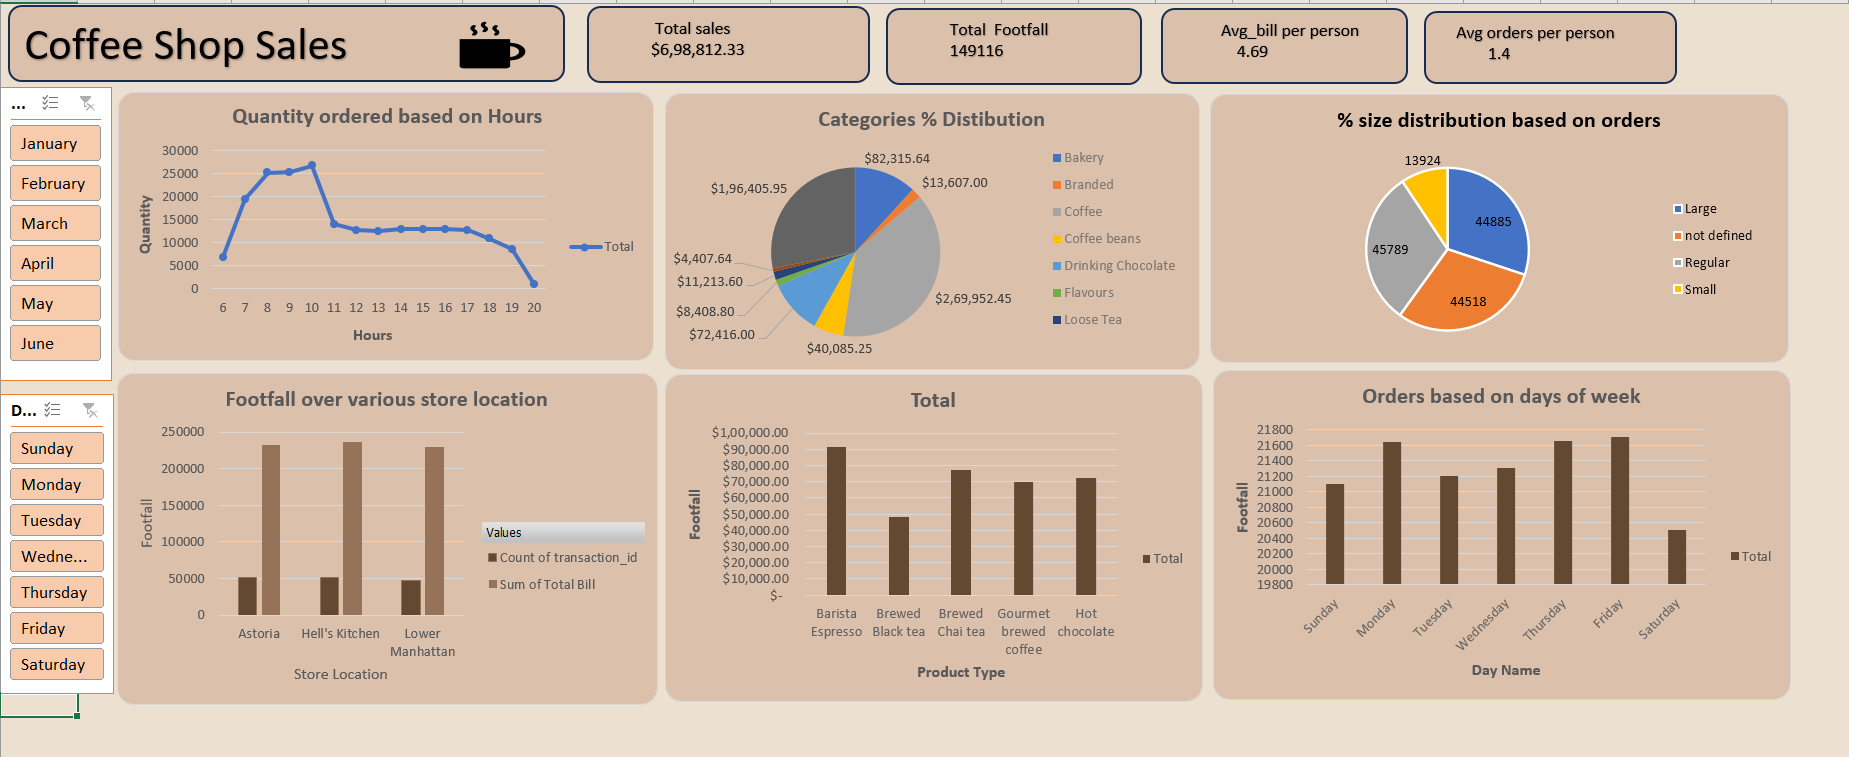 Coffee Shop Sales
Total sales
$6,98,812.33
Total Footfall
149116
Avg_bill per person
4.69
Avg orders per person
1.4
...
January
February
March
April
May
June
D...
Sunday
Monday
Tuesday
Wedne...
Thursday
Friday
Saturday
Quantity ordered based on Hours
30000
25000
20000
15000
10000
5000
0
Quantity
6 7 8 9 10 11 12 13 14 15 16 17 18 19 20
Hours
Total
Categories % Distibution
$82,315.64
$13,607.00
$2,69,952.45
$40,085.25
$72,416.00
$8,408.80
$11,213.60
$4,407.64
$1,96,405.95
Bakery
Branded
Coffee
Coffee beans
Drinking Chocolate
Flavours
Loose Tea
% size distribution based on orders
13924
44885
45789
44518
Large
not defined
Regular
Small
Footfall over various store location
250000
200000
150000
100000
50000
0
Footfall
Astoria
Hell's Kitchen
Lower
Manhattan
Store Location
Values
Count of transaction_id
Sum of Total Bill
Total
$1,00,000.00
$90,000.00
$80,000.00
$70,000.00
$60,000.00
$50,000.00
$40,000.00
$30,000.00
$20,000.00
$10,000.00
$-
Footfall
Barista
Espresso
Brewed
Black tea
Brewed
Chai tea
Gourmet
brewed
coffee
Hot
chocolate
Product Type
Total
Orders based on days of week
21800
21600
21400
21200
21000
20800
20600
20400
20200
20000
19800
Footfall
Sunday
Monday
Tuesday
Wednesday
Thursday
Friday
Saturday
Day Name
Total